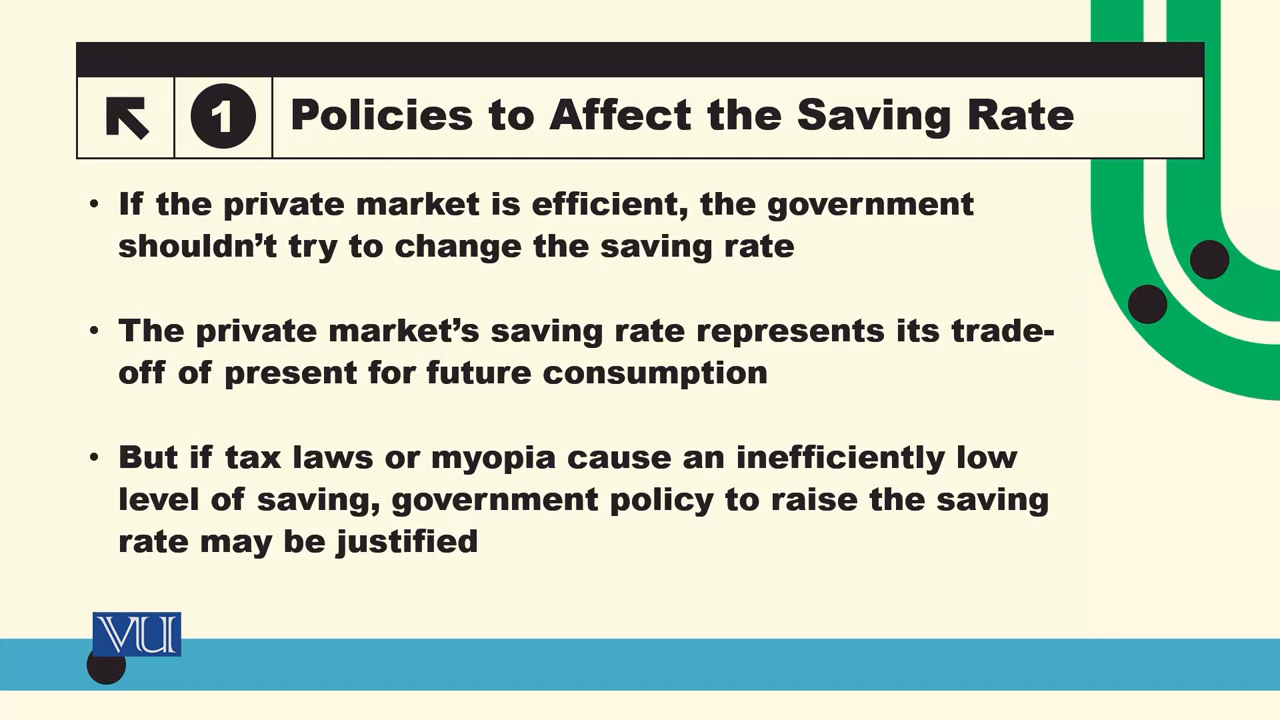 1 Policies to Affect the Saving Rate
• If the private market is efficient, the government
shouldn’t try to change the saving rate
• The private market’s saving rate represents its trade-
off of present for future consumption
• But if tax laws or myopia cause an inefficiently low
level of saving, government policy to raise the saving
rate may be justified
VU